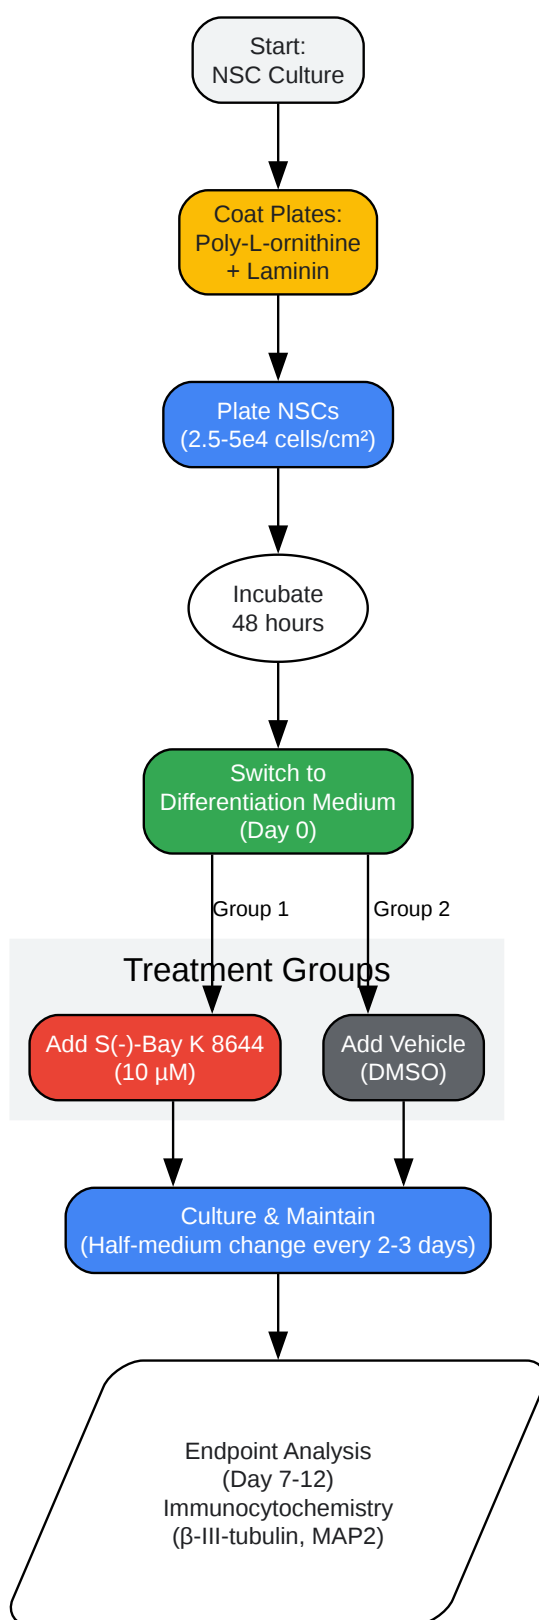 Start:
NSC Culture
Coat Plates:
Poly-L-ornithine
+ Laminin
Plate NSCs
(2.5-5e4 cells/cm²)
Incubate
48 hours
Switch to
Differentiation Medium
(Day 0)
Group 1
Group 2
Treatment Groups
Add S(-)-Bay K 8644
(10 µM)
Add Vehicle
(DMSO)
Culture & Maintain
(Half-medium change every 2-3 days)
Endpoint Analysis
(Day 7-12)
Immunocytochemistry
(β-III-tubulin, MAP2)